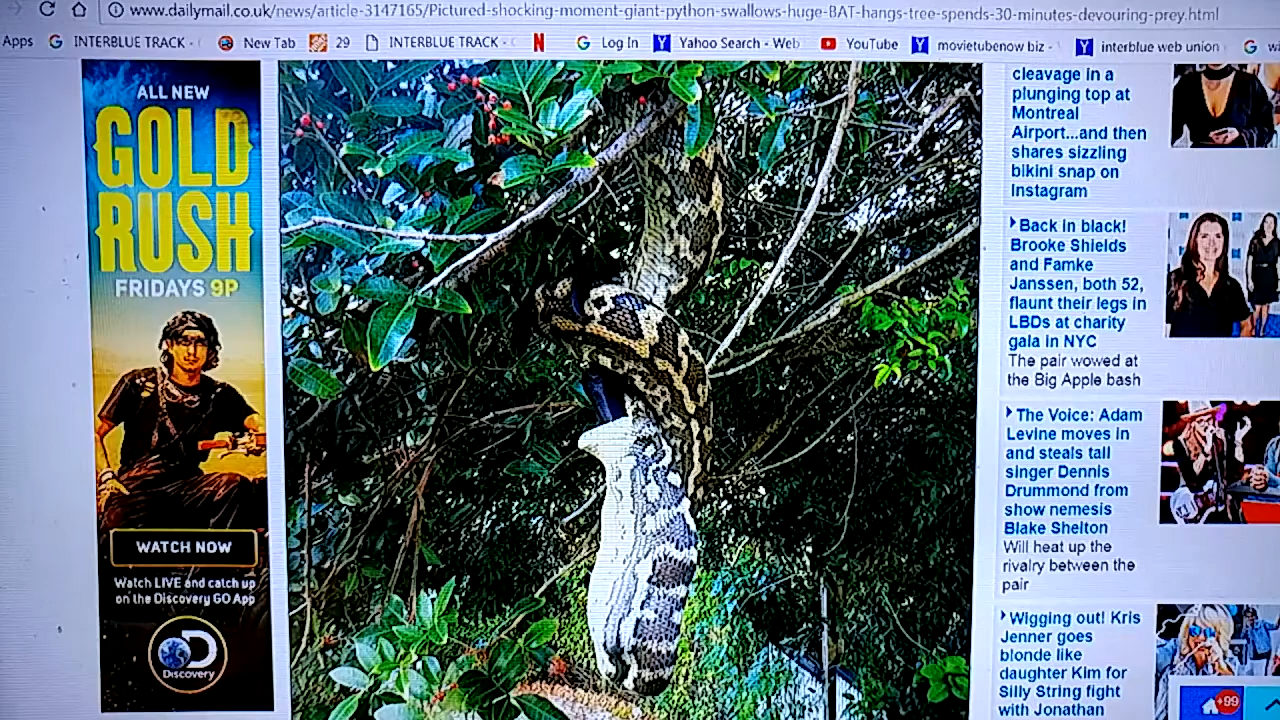 www.dailymail.co.uk/news/article-3147165/Pictured-shocking-moment-giant-python-swallows-huge-BAT-hangs-tree-spends-30-minutes-devouring-prey.html
Apps INTERBLUE TRACK - New Tab 29 INTERBLUE TRACK - N Log In Yahoo Search - Web YouTube movietubenow biz - interblue web union
ALL NEW
GOLD
RUSH
FRIDAYS 9P
WATCH NOW
Watch LIVE and catch up
on the Discovery GO App
Discovery
cleavage in a
plunging top at
Montreal
Airport...and then
shares sizzling
bikini snap on
Instagram
Back in black!
Brooke Shields
and Famke
Janssen, both 52,
flaunt their legs in
LBDs at charity
gala in NYC
The pair wowed at
the Big Apple bash
The Voice: Adam
Levine moves in
and steals tall
singer Dennis
Drummond from
show nemesis
Blake Shelton
Will heat up the
rivalry between the
pair
Wigging out! Kris
Jenner goes
blonde like
daughter Kim for
Silly String fight
with Jonathan
+99